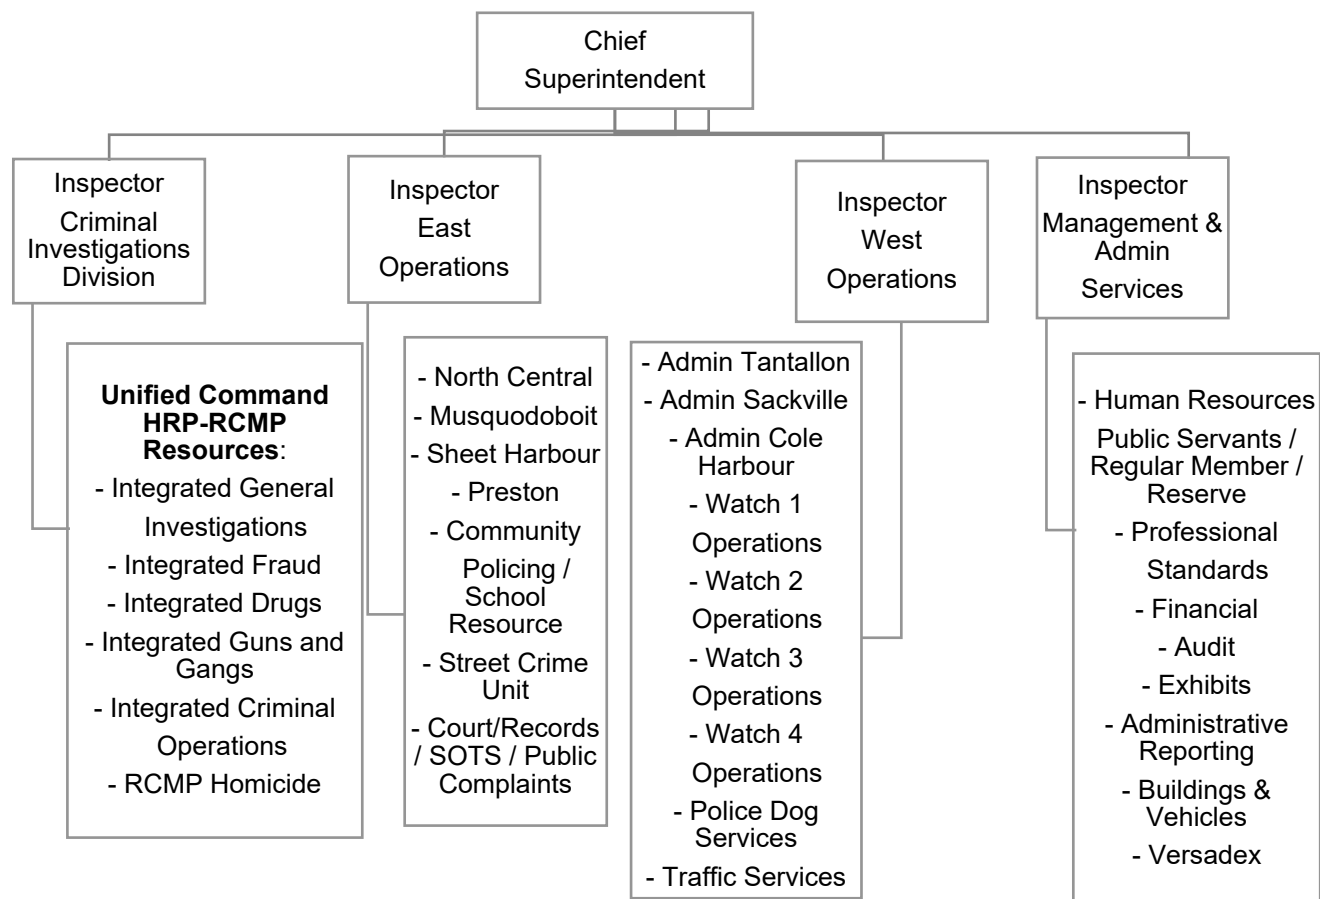 Chief
Superintendent
Inspector
Criminal
Investigations
Division
Inspector
East
Operations
Inspector
West
Operations
Inspector
Management &
Admin
Services
Unified Command
HRP-RCMP
Resources:
- Integrated General
Investigations
- Integrated Fraud
- Integrated Drugs
- Integrated Guns and
Gangs
- Integrated Criminal
Operations
- RCMP Homicide
- North Central
- Musquodoboit
- Sheet Harbour
- Preston
- Community
Policing /
School
Resource
- Street Crime
Unit
- Court/Records
/ SOTS / Public
Complaints
- Admin Tantallon
- Admin Sackville
- Admin Cole
Harbour
- Watch 1
Operations
- Watch 2
Operations
- Watch 3
Operations
- Watch 4
Operations
- Police Dog
Services
- Traffic Services
- Human Resources
Public Servants /
Regular Member /
Reserve
- Professional
Standards
- Financial
- Audit
- Exhibits
- Administrative
Reporting
- Buildings &
Vehicles
- Versadex